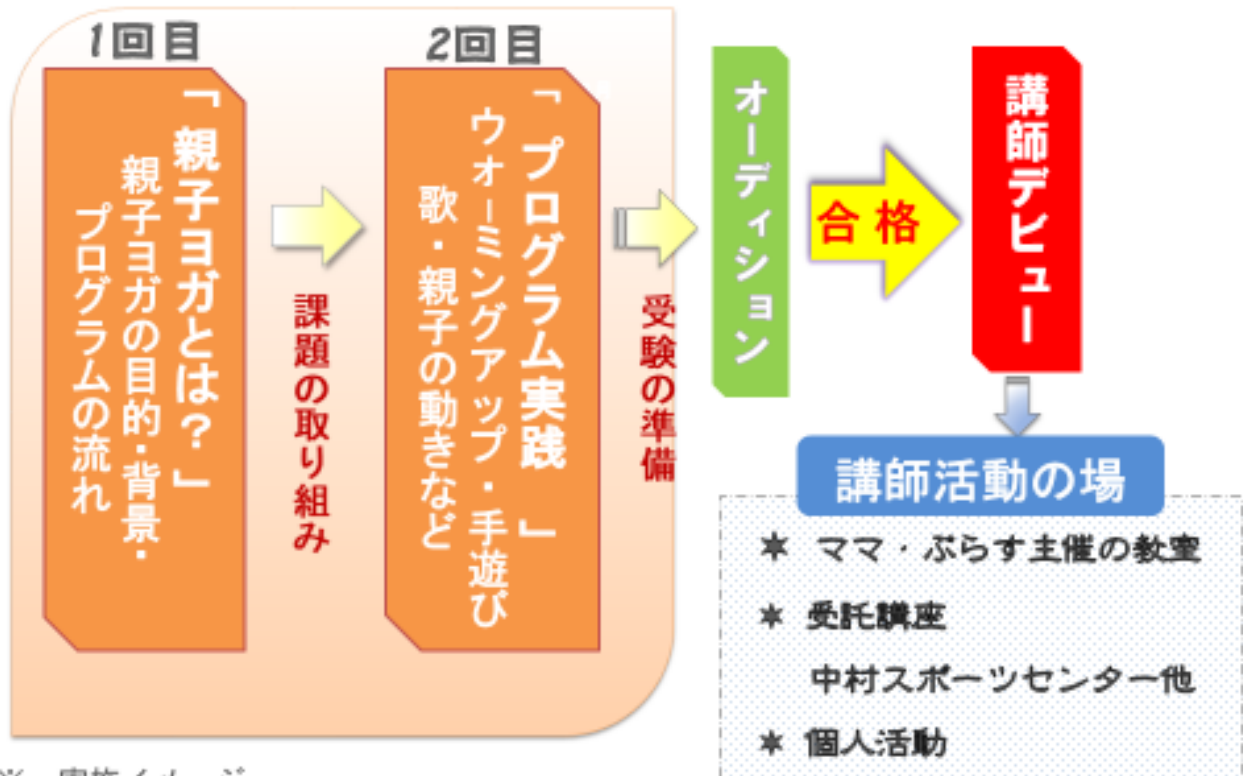 1回目
「親子ヨガとは？」
親子ヨガの目的・背景・
プログラムの流れ
課題の取り組み
2回目
「プログラム実践　」
ウォーミングアップ・手遊び
歌・親子の動きなど
受験の準備
オーディション
合格
講師デビュー
講師活動の場
＊ ママ・ぷらす主催の教室
＊ 受託講座
中村スポーツセンター他
＊ 個人活動